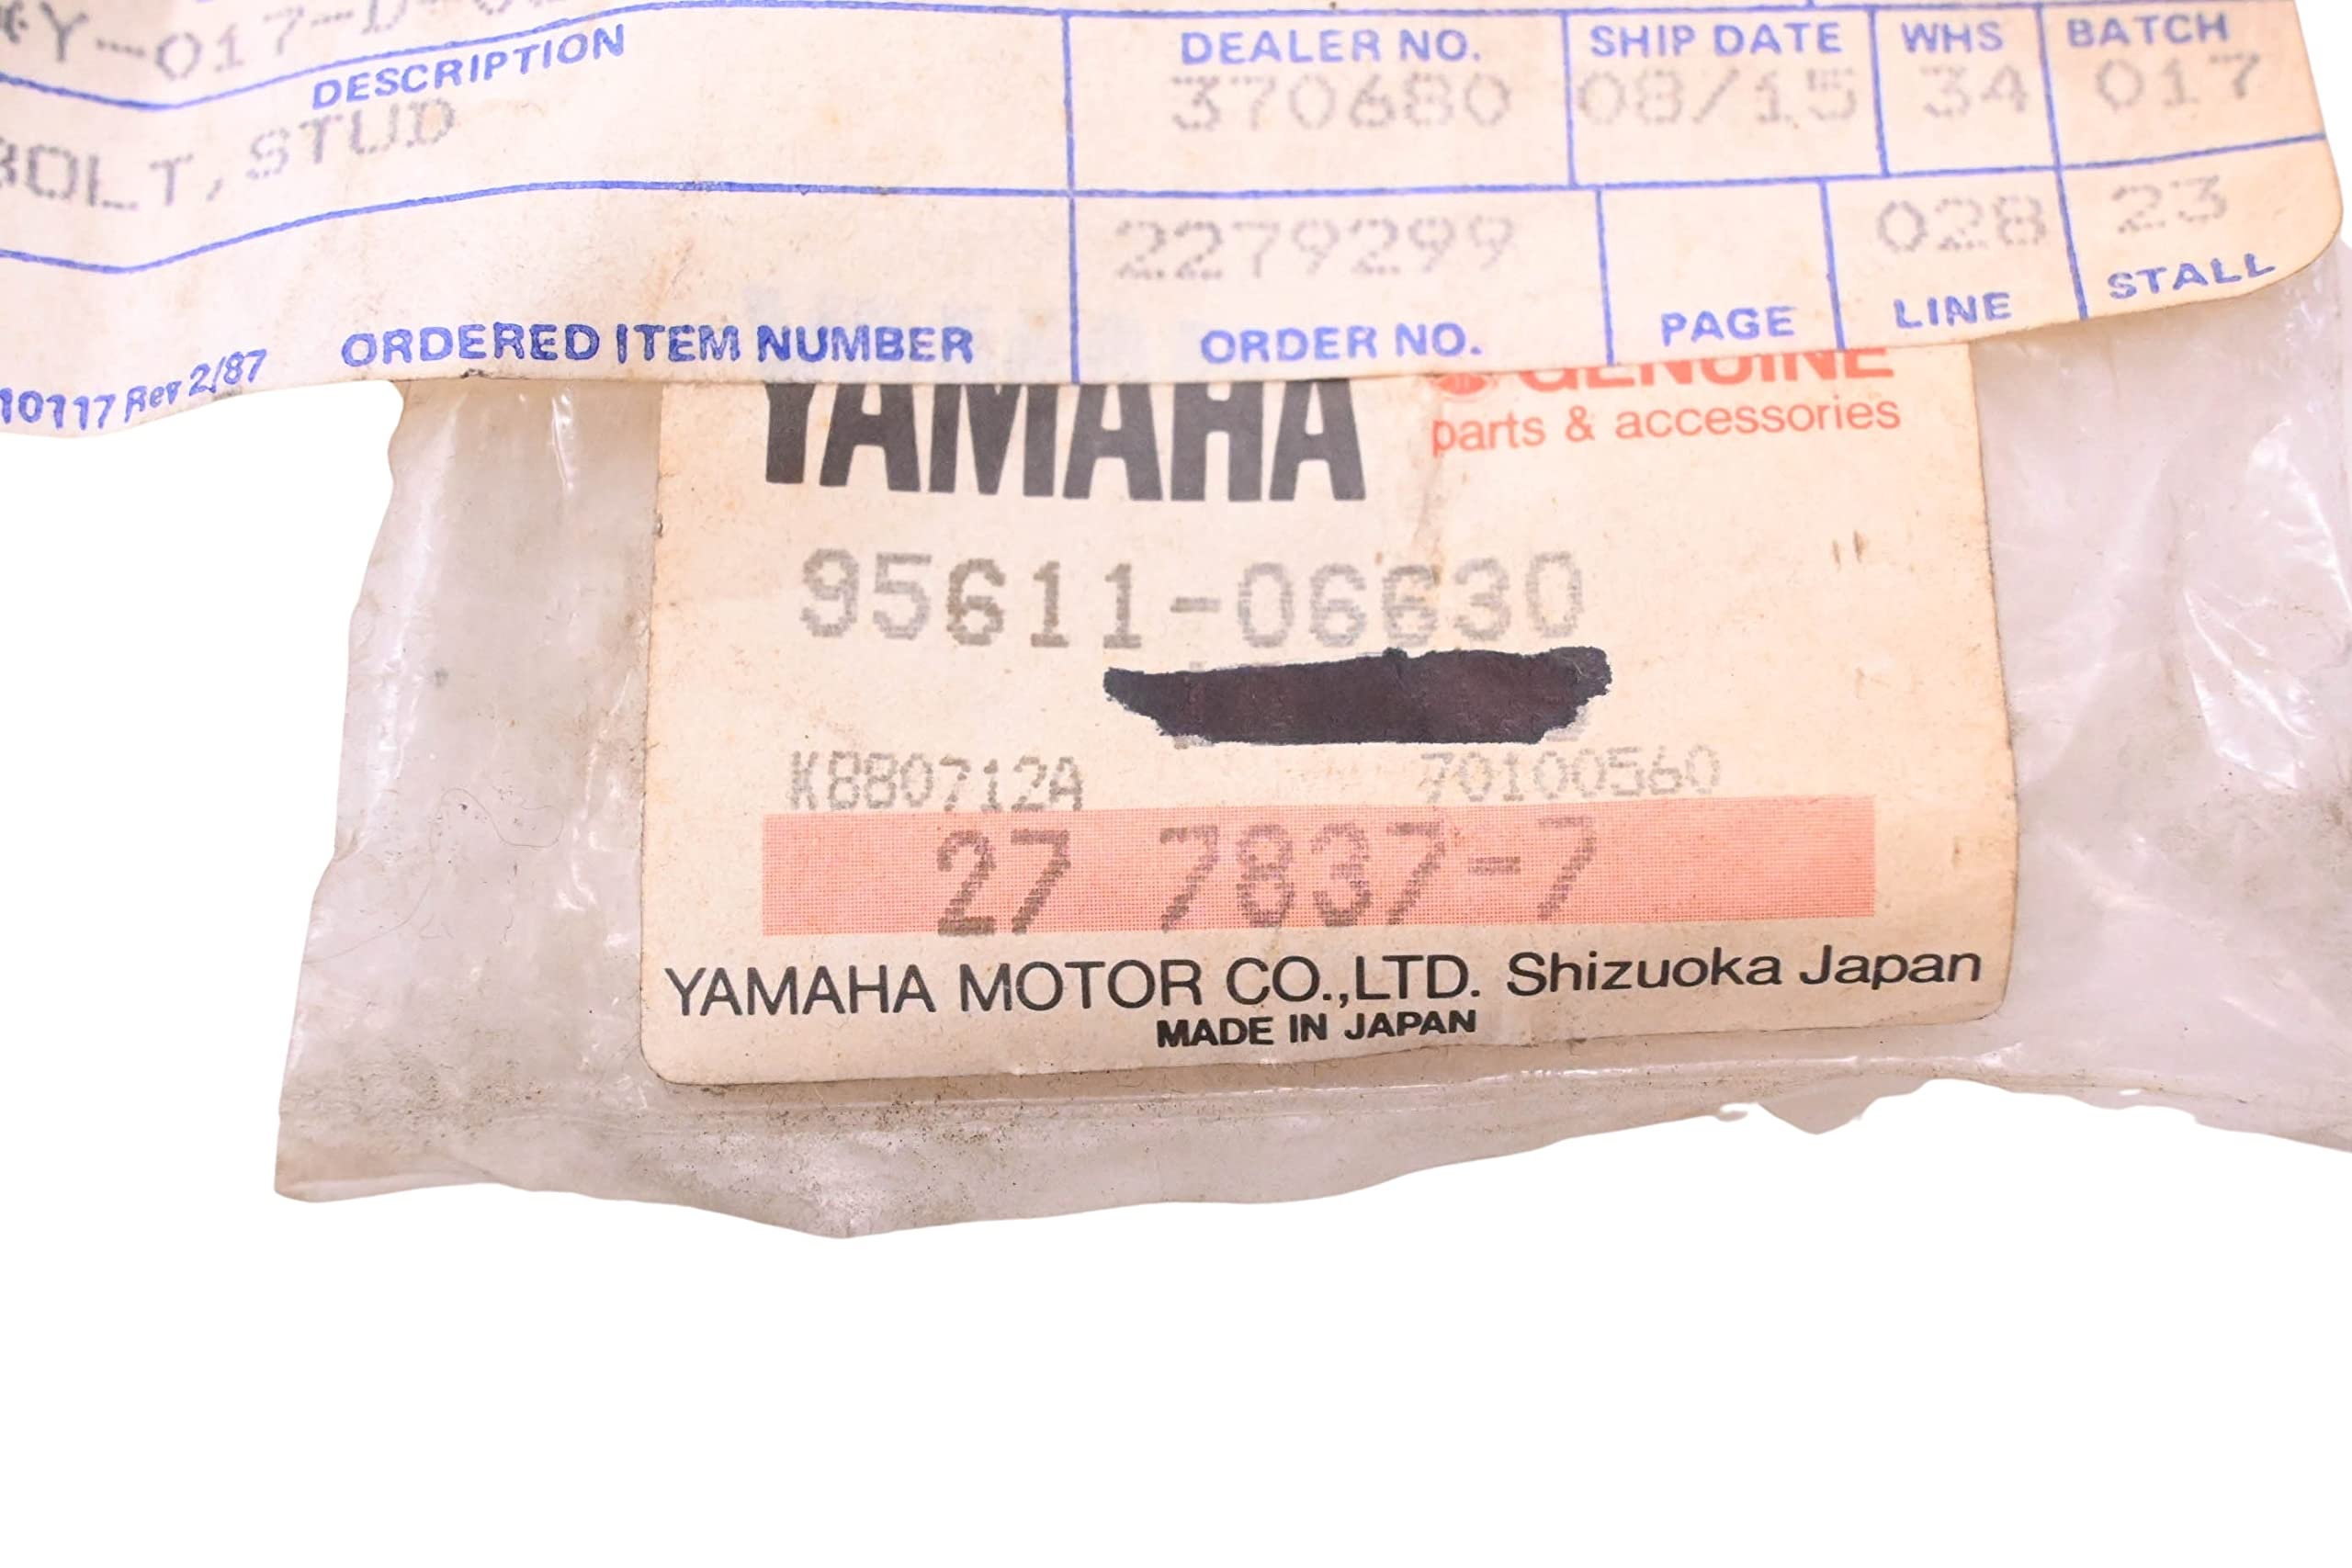 Y-017-D
DESCRIPTION
BOLT, STUD
DEALER NO. SHIP DATE WHS BATCH
370680 08/15 34 017
2279299 028 23
ORDERED ITEM NUMBER ORDER NO. PAGE LINE STALL
10117 Rev 2/87
YAMAHA GENUINE
parts & accessories
95611-06630
K880712A 70100560
27 7837-7
YAMAHA MOTOR CO.,LTD. Shizuoka Japan
MADE IN JAPAN